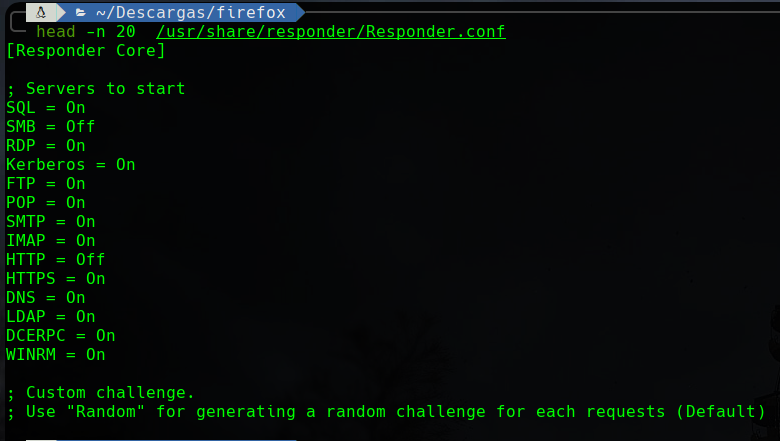 ~/Descargas/firefox
head -n 20  /usr/share/responder/Responder.conf
[Responder Core]
; Servers to start
SQL = On
SMB = Off
RDP = On
Kerberos = On
FTP = On
POP = On
SMTP = On
IMAP = On
HTTP = Off
HTTPS = On
DNS = On
LDAP = On
DCERPC = On
WINRM = On
; Custom challenge.
; Use "Random" for generating a random challenge for each requests (Default)